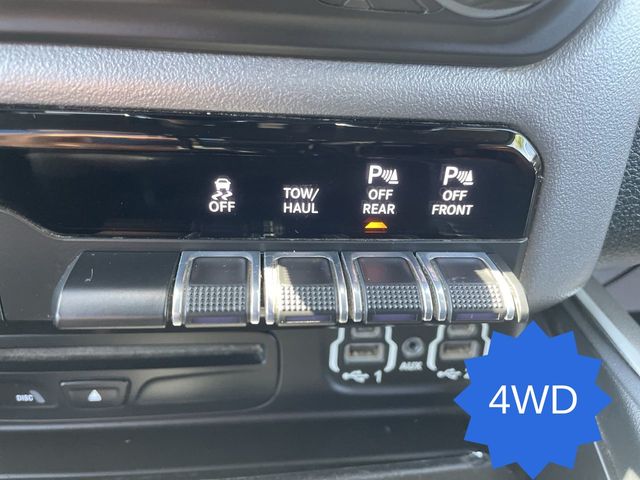 OFF
TOW/
HAUL
P
OFF
REAR
P
OFF
FRONT
1
AUX
DISC
4WD